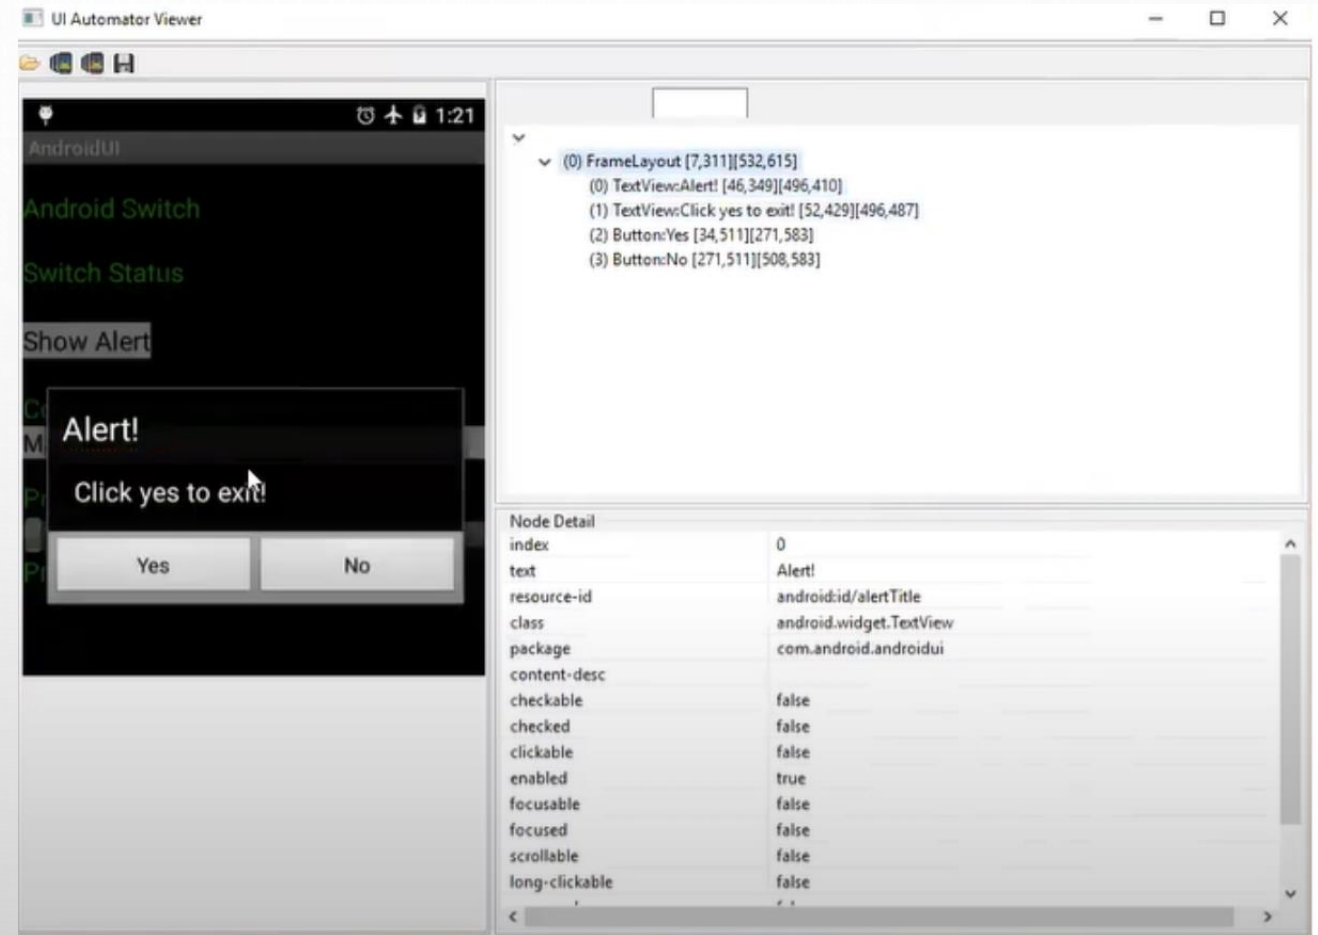 UI Automator Viewer
1:21
AndroidUI
Android Switch
Switch Status
Show Alert
Alert!
Click yes to exit!
Yes
No
(0) FrameLayout [7,311][532,615]
(0) TextView:Alert! [46,349][496,410]
(1) TextView:Click yes to exit! [52,429][496,487]
(2) Button:Yes [34,511][271,583]
(3) Button:No [271,511][508,583]
Node Detail
index 0
text Alert!
resource-id android:id/alertTitle
class android.widget.TextView
package com.android.androidui
content-desc
checkable false
checked false
clickable false
enabled true
focusable false
focused false
scrollable false
long-clickable false